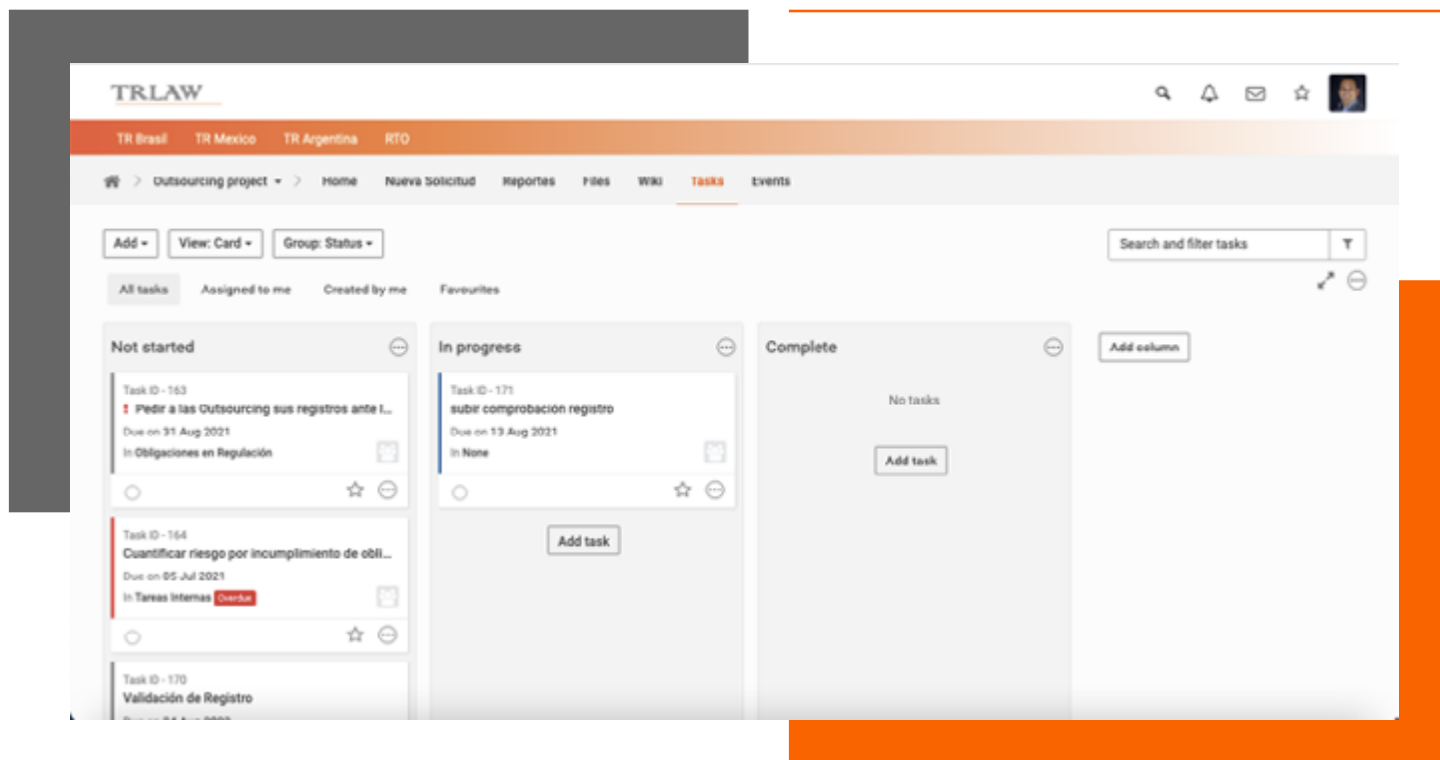 TRLAW
TR Brasil TR Mexico TR Argentina RTO
Outsourcing project Home Nueva Solicitud Reportes Files Wiki Tasks Events
Add View: Card Group: Status Search and filter tasks
All tasks Assigned to me Created by me Favourites
Not started In progress Complete Add column
Task ID - 163
Pedir a las Outsourcing sus registros ante l...
Due on 31 Aug 2021
In Obligaciones en Regulación
Task ID - 171
subir comprobación registro
Due on 13 Aug 2021
In None
No tasks
Add task
Task ID - 164
Cuantificar riesgo por incumplimiento de obli...
Due on 05 Jul 2021
In Tareas Internas Overdue
Add task
Task ID - 170
Validación de Registro